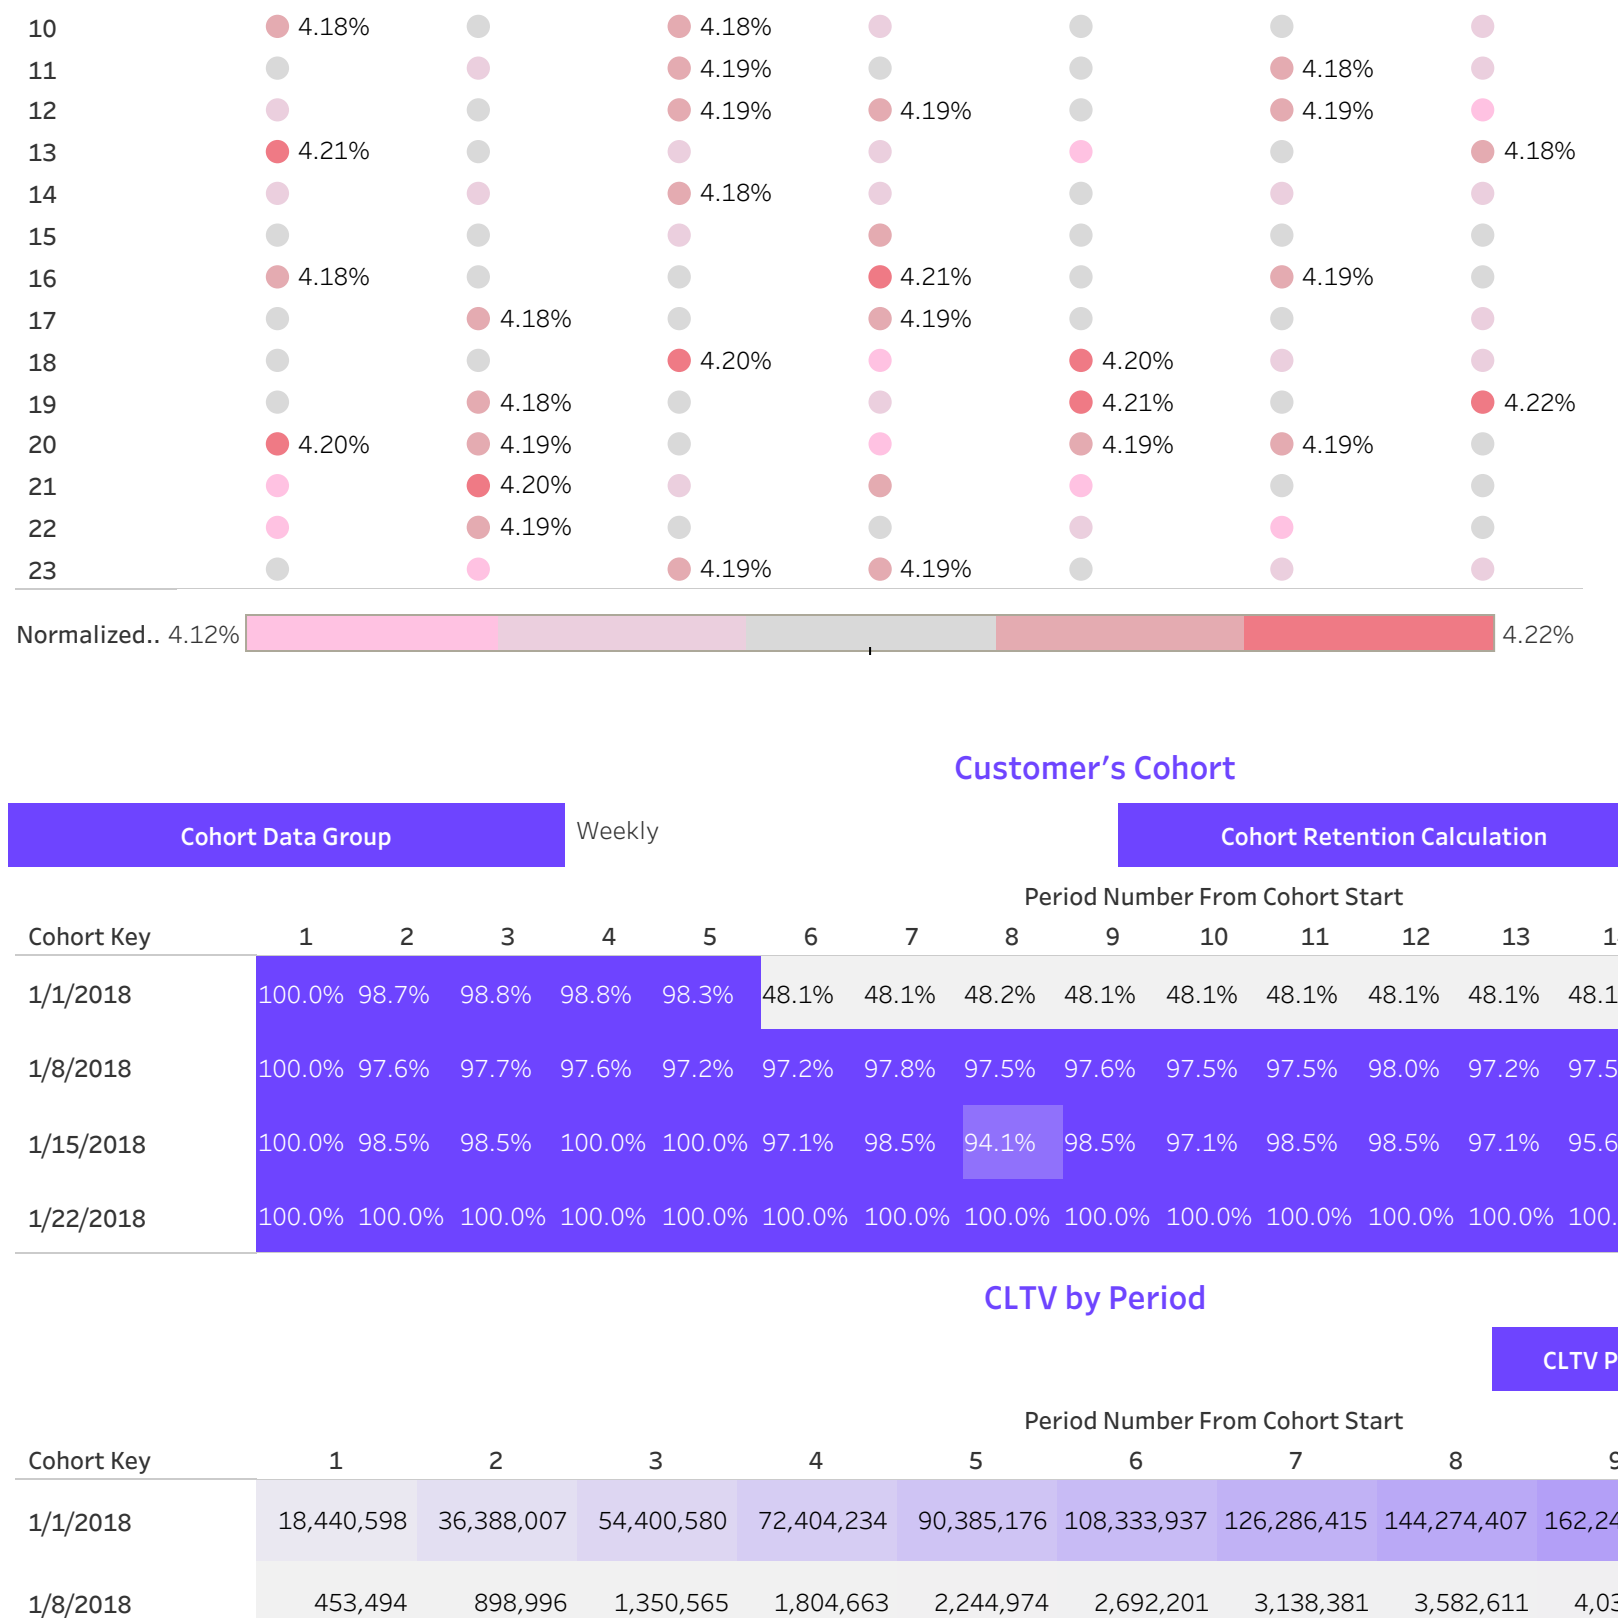 10 4.18% 4.18%
11 4.19% 4.18%
12 4.19% 4.19% 4.19%
13 4.21% 4.18%
14 4.18%
15
16 4.18% 4.21% 4.19%
17 4.18% 4.19%
18 4.20% 4.20%
19 4.18% 4.21% 4.22%
20 4.20% 4.19% 4.19% 4.19%
21 4.20%
22 4.19%
23 4.19% 4.19%
Normalized.. 4.12% 4.22%
Customer’s Cohort
Cohort Data Group Weekly Cohort Retention Calculation
Period Number From Cohort Start
Cohort Key 1 2 3 4 5 6 7 8 9 10 11 12 13
1/1/2018 100.0% 98.7% 98.8% 98.8% 98.3% 48.1% 48.1% 48.2% 48.1% 48.1% 48.1% 48.1% 48.1% 48.1
1/8/2018 100.0% 97.6% 97.7% 97.6% 97.2% 97.2% 97.8% 97.5% 97.6% 97.5% 97.5% 98.0% 97.2% 97.5
1/15/2018 100.0% 98.5% 98.5% 100.0% 100.0% 97.1% 98.5% 94.1% 98.5% 97.1% 98.5% 98.5% 97.1% 95.6
1/22/2018 100.0% 100.0% 100.0% 100.0% 100.0% 100.0% 100.0% 100.0% 100.0% 100.0% 100.0% 100.0% 100.0% 100.
CLTV by Period
CLTV P
Period Number From Cohort Start
Cohort Key 1 2 3 4 5 6 7 8 9
1/1/2018 18,440,598 36,388,007 54,400,580 72,404,234 90,385,176 108,333,937 126,286,415 144,274,407 162,24
1/8/2018 453,494 898,996 1,350,565 1,804,663 2,244,974 2,692,201 3,138,381 3,582,611 4,03